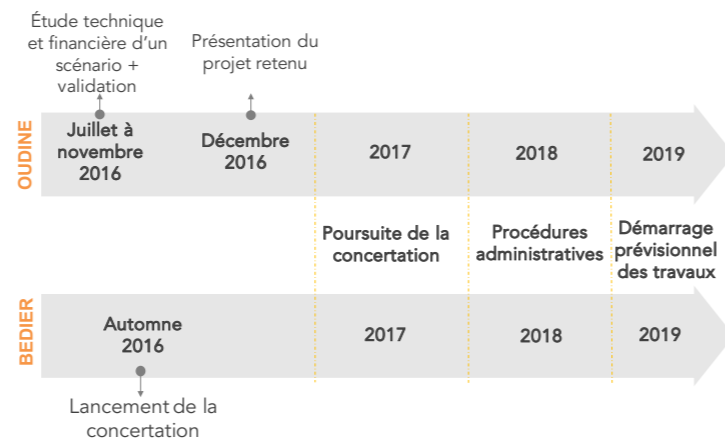 Étude technique
et financière d'un
scénario +
validation
Présentation du
projet retenu
OUDINE
Juillet à
novembre
2016
Décembre
2016
2017
2018
2019
Poursuite de la
concertation
Procédures
administratives
Démarrage
prévisionnel
des travaux
BEDIER
Automne
2016
2017
2018
2019
Lancement de la
concertation